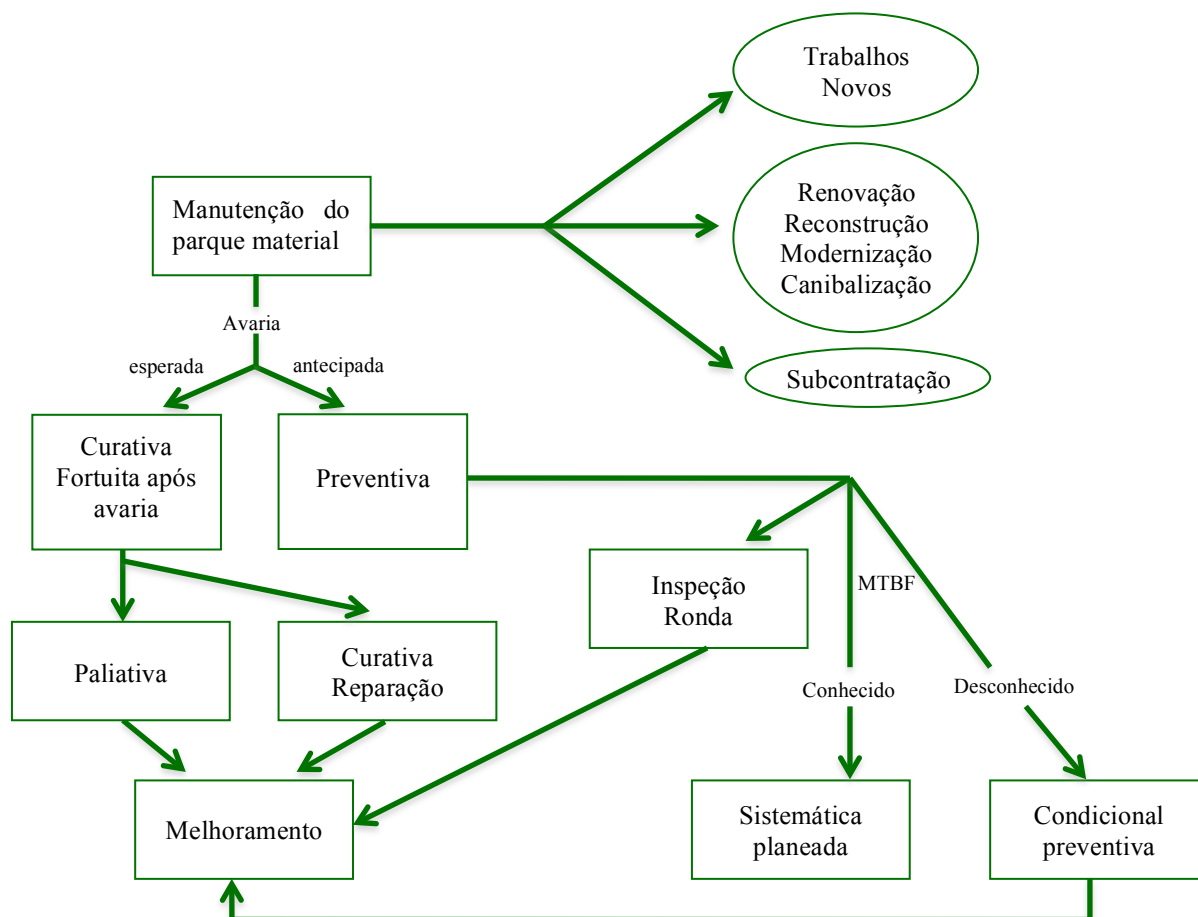 Trabalhos
Novos
Manutenção do
parque material
Renovação
Reconstrução
Modernização
Canibalização
Avaria
esperada
antecipada
Subcontratação
Curativa
Fortuita após
avaria
Preventiva
Inspeção
Ronda
MTBF
Paliativa
Curativa
Reparação
Conhecido
Desconhecido
Melhoramento
Sistemática
planeada
Condicional
preventiva